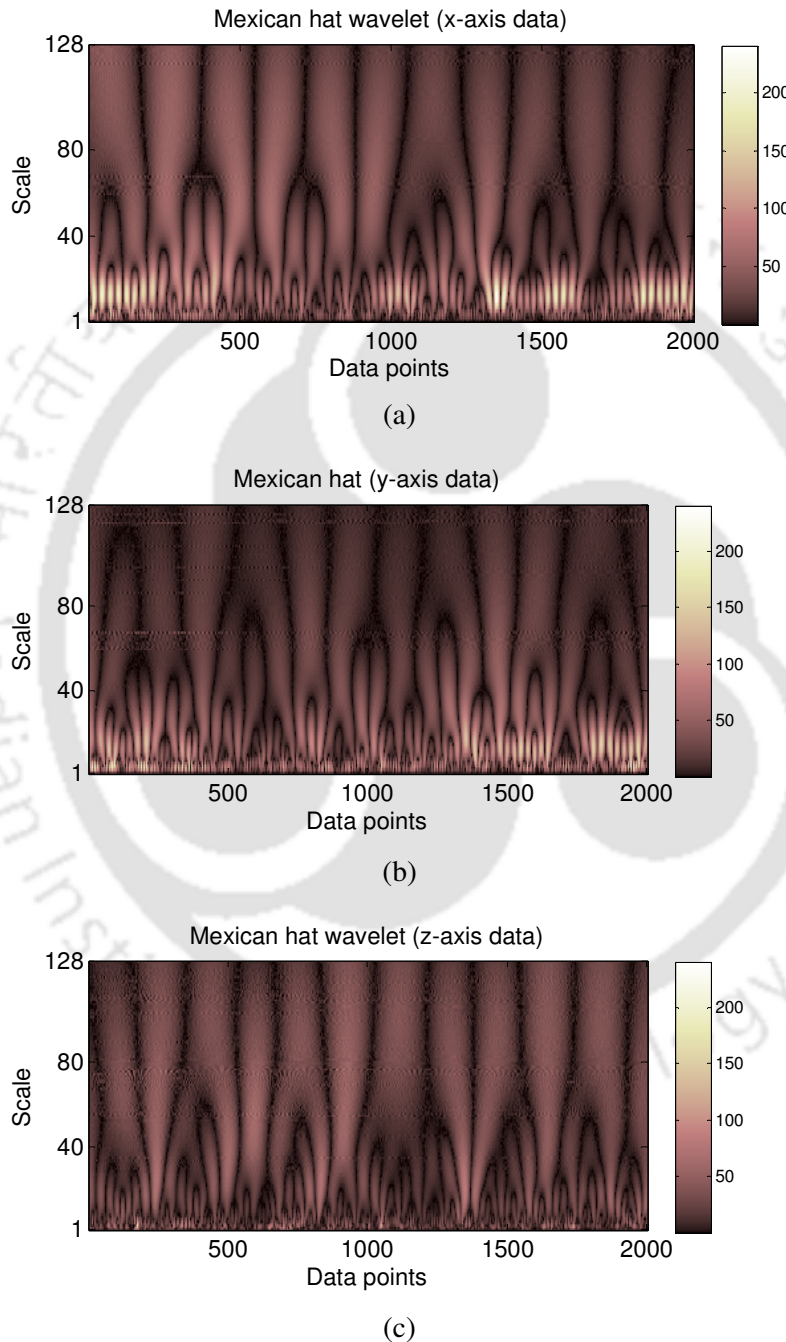 Mexican hat wavelet (x-axis data)
128
80
40
1
Scale
500 1000 1500 2000
Data points
200
150
100
50
(a)
Mexican hat (y-axis data)
128
80
40
1
Scale
500 1000 1500 2000
Data points
200
150
100
50
(b)
Mexican hat wavelet (z-axis data)
128
80
40
1
Scale
500 1000 1500 2000
Data points
200
150
100
50
(c)